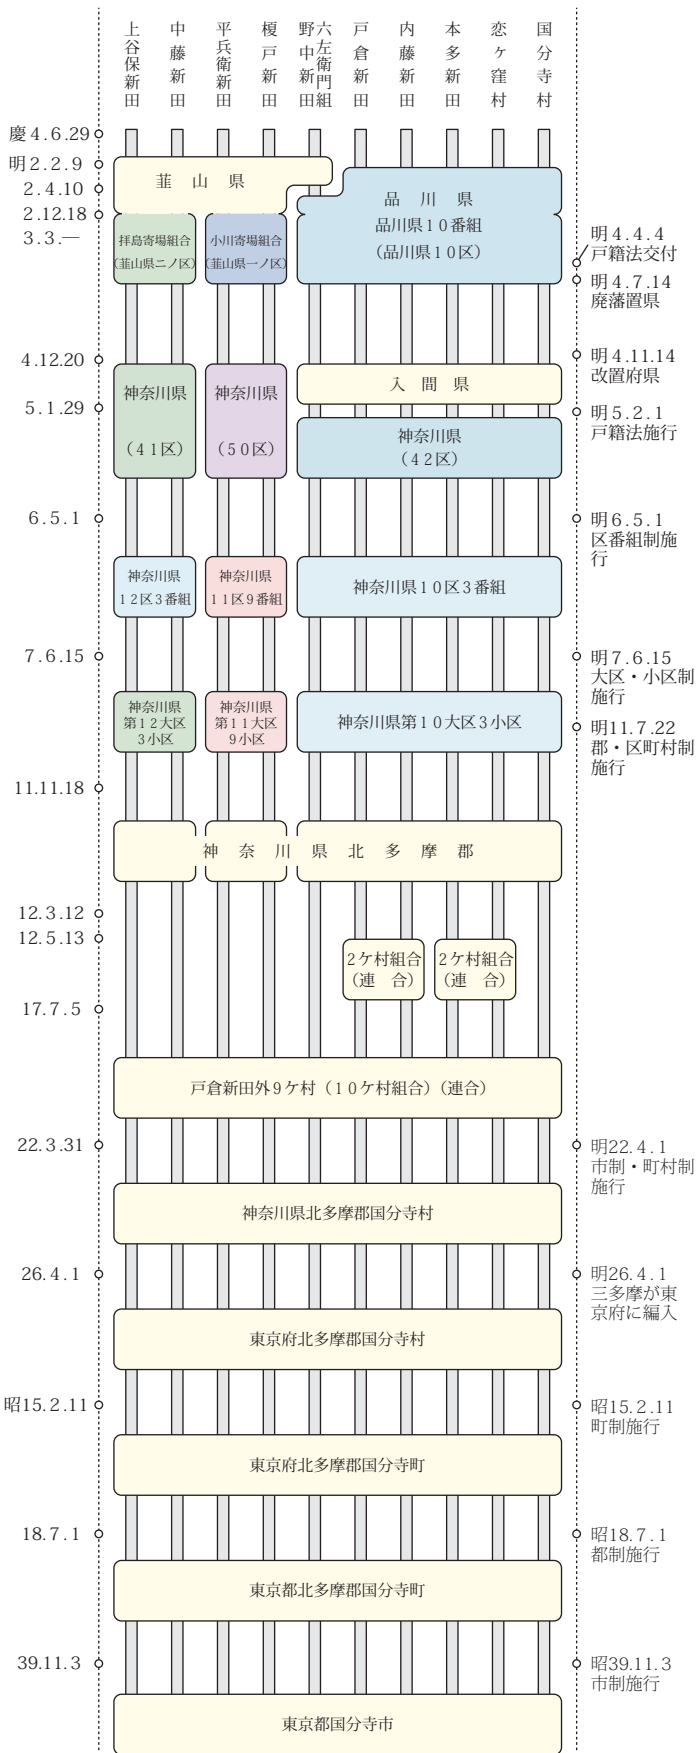 上谷保新田
中藤新田
平兵衛新田
榎戸新田
六左衛門組
野中新田
戸倉新田
内藤新田
本多新田
恋ケ窪村
国分寺村
慶4.6.29
明2.2.9
2.4.10
2.12.18
3.3.―
韮山県
品川県
品川県10番組
(品川県10区)
拝島寄場組合
(韮山県二ノ区)
小川寄場組合
(韮山県一ノ区)
明4.4.4
戸籍法交付
明4.7.14
廃藩置県
4.12.20
5.1.29
神奈川県
(41区)
神奈川県
(50区)
入間県
神奈川県
(42区)
明4.11.14
改置府県
明5.2.1
戸籍法施行
6.5.1
明6.5.1
区番組制施
行
神奈川県
12区3番組
神奈川県
11区9番組
神奈川県10区3番組
7.6.15
明7.6.15
大区・小区制
施行
神奈川県
第12大区
3小区
神奈川県
第11大区
9小区
神奈川県第10大区3小区
明11.7.22
郡・区町村制
施行
11.11.18
神奈川県北多摩郡
12.3.12
12.5.13
2ケ村組合
(連合)
2ケ村組合
(連合)
17.7.5
戸倉新田外9ケ村(10ケ村組合)(連合)
22.3.31
明22.4.1
市制・町村制
施行
神奈川県北多摩郡国分寺村
26.4.1
明26.4.1
三多摩が東
京府に編入
東京府北多摩郡国分寺村
昭15.2.11
昭15.2.11
町制施行
東京府北多摩郡国分寺町
18.7.1
昭18.7.1
都制施行
東京都北多摩郡国分寺町
39.11.3
昭39.11.3
市制施行
東京都国分寺市